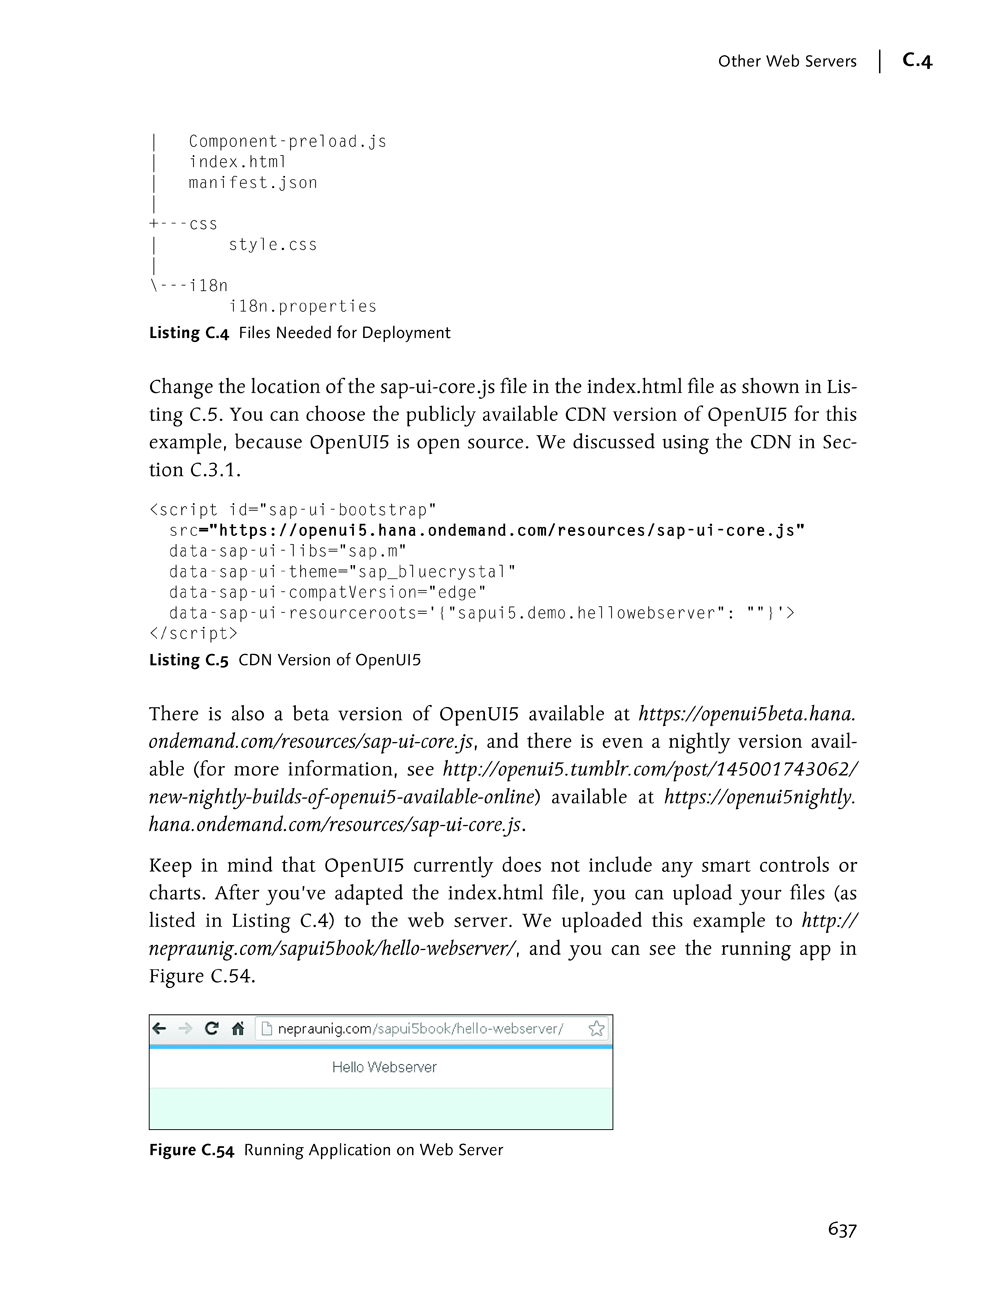 Other Web Servers | C.4
|   Component-preload.js
|   index.html
|   manifest.json
|
+---css
|       style.css
|
\---i18n
        i18n.properties
Listing C.4 Files Needed for Deployment
Change the location of the sap-ui-core.js file in the index.html file as shown in Lis-
ting C.5. You can choose the publicly available CDN version of OpenUI5 for this
example, because OpenUI5 is open source. We discussed using the CDN in Sec-
tion C.3.1.
<script id="sap-ui-bootstrap"
  src="https://openui5.hana.ondemand.com/resources/sap-ui-core.js"
  data-sap-ui-libs="sap.m"
  data-sap-ui-theme="sap_bluecrystal"
  data-sap-ui-compatVersion="edge"
  data-sap-ui-resourceroots='{"sapui5.demo.hellowebserver": ""}'>
</script>
Listing C.5 CDN Version of OpenUI5
There is also a beta version of OpenUI5 available at https://openui5beta.hana.
ondemand.com/resources/sap-ui-core.js, and there is even a nightly version avail-
able (for more information, see http://openui5.tumblr.com/post/145001743062/
new-nightly-builds-of-openui5-available-online) available at https://openui5nightly.
hana.ondemand.com/resources/sap-ui-core.js.
Keep in mind that OpenUI5 currently does not include any smart controls or
charts. After you've adapted the index.html file, you can upload your files (as
listed in Listing C.4) to the web server. We uploaded this example to http://
nepraunig.com/sapui5book/hello-webserver/, and you can see the running app in
Figure C.54.
nepraunig.com/sapui5book/hello-webserver/
Hello Webserver
Figure C.54 Running Application on Web Server
637